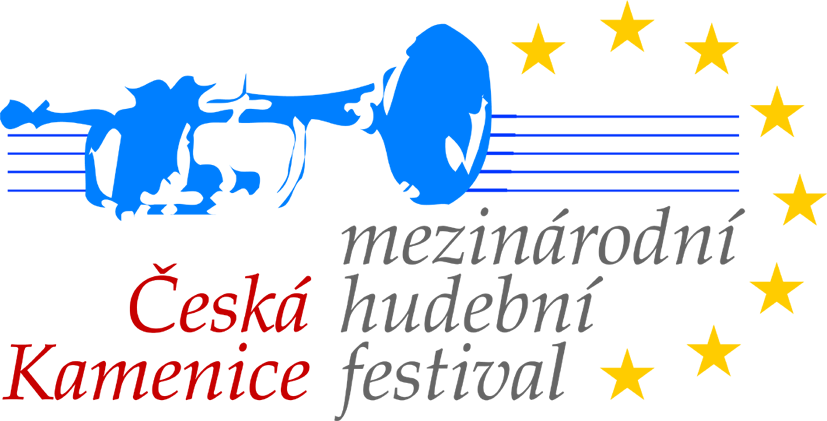 mezinárodní
Česká hudební
Kamenice festival